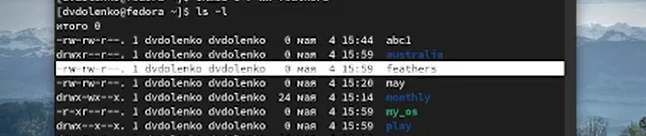 [dvdolenko@fedora ~]$ ls -l
итого 0
-rw-rw-r--. 1 dvdolenko dvdolenko 0 мая 4 15:44 abc1
drwxr--r--. 1 dvdolenko dvdolenko 0 мая 4 15:59 australia
-rw-rw-r--. 1 dvdolenko dvdolenko 0 мая 4 15:59 feathers
-rw-rw-r--. 1 dvdolenko dvdolenko 0 мая 4 15:20 may
drwx-wx--x. 1 dvdolenko dvdolenko 24 мая 4 15:14 monthly
-r-xr--r--. 1 dvdolenko dvdolenko 0 мая 4 15:59 my_os
drwx--x--x. 1 dvdolenko dvdolenko 0 мая 4 15:59 play